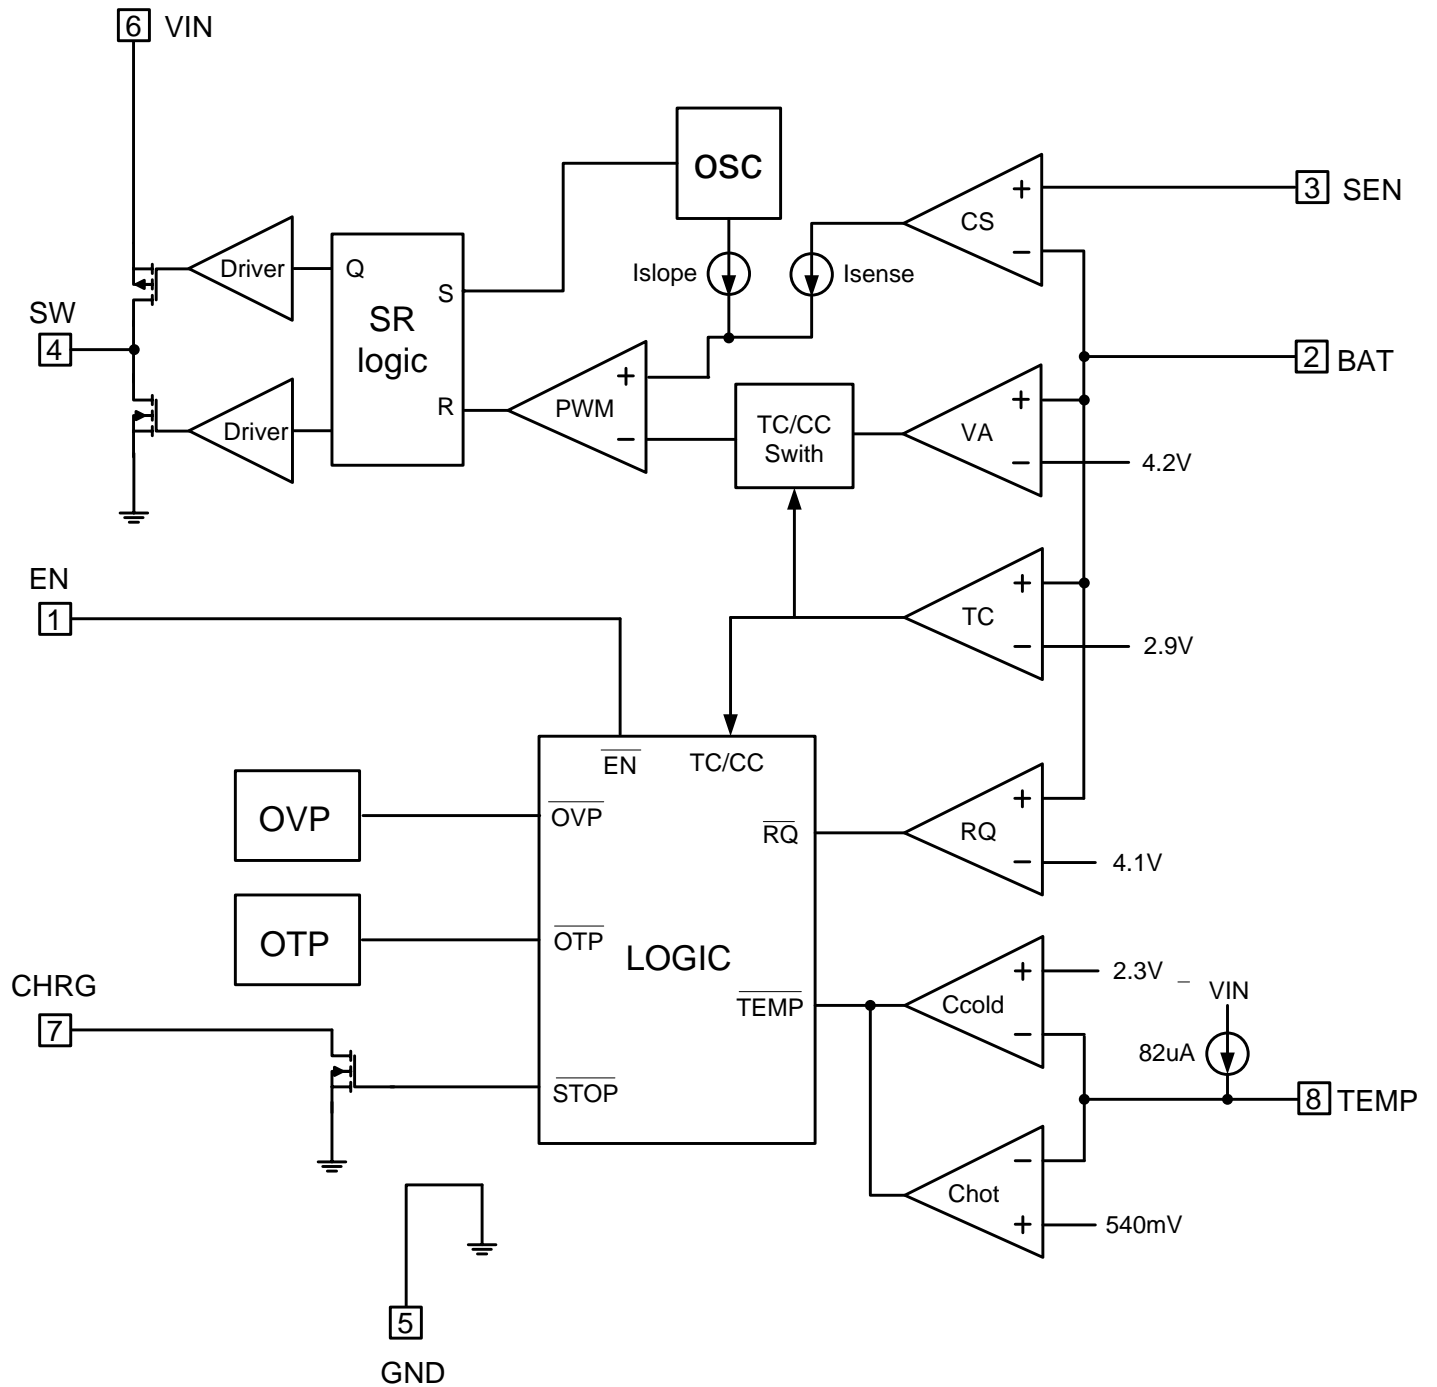 6 VIN
OSC
3 SEN
CS
+
−
Driver
Q
S
Islope
Isense
SW
4
SR
logic
2 BAT
PWM
+
−
R
TC/CC
Swith
VA
+
−
4.2V
Driver
EN
1
TC
+
−
2.9V
EN
TC/CC
OVP
OVP
RQ
RQ
+
−
4.1V
OTP
OTP
LOGIC
CHRG
7
TEMP
Ccold
+
−
2.3V
_
VIN
82uA
STOP
8 TEMP
Chot
−
+
540mV
5
GND